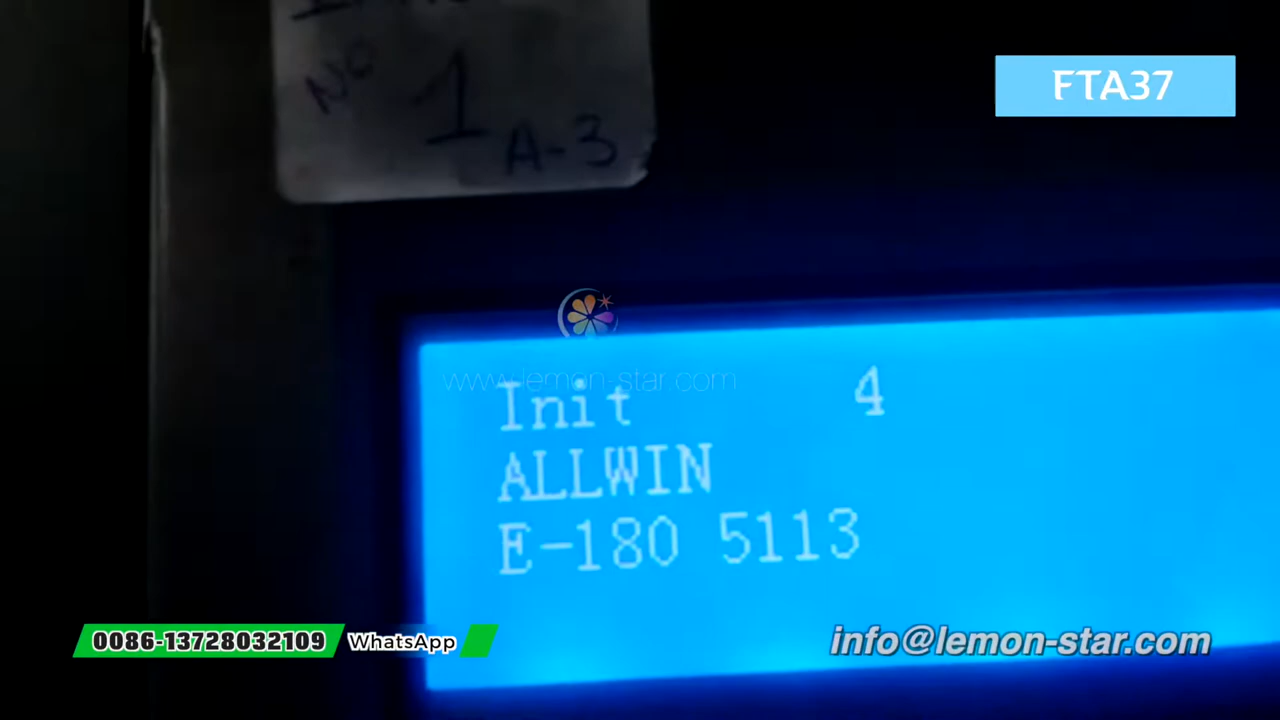 Nº 1
A-3
FTA37
www.lemon-star.com
Init 4
ALLWIN
E-180 5113
0086-13728032109 WhatsApp
info@lemon-star.com